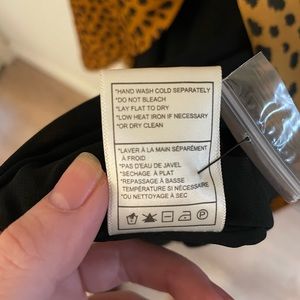 *HAND WASH COLD SEPARATELY
*DO NOT BLEACH
*LAY FLAT TO DRY
*LOW HEAT IRON IF NECESSARY
*OR DRY CLEAN
*LAVER À LA MAIN SÉPARÉMENT
À FROID
*PAS D'EAU DE JAVEL
*SÉCHAGE À PLAT
*REPASSAGE À BASSE
TEMPÉRATURE SI NÉCESSAIRE
*OU NETTOYAGE À SEC
P